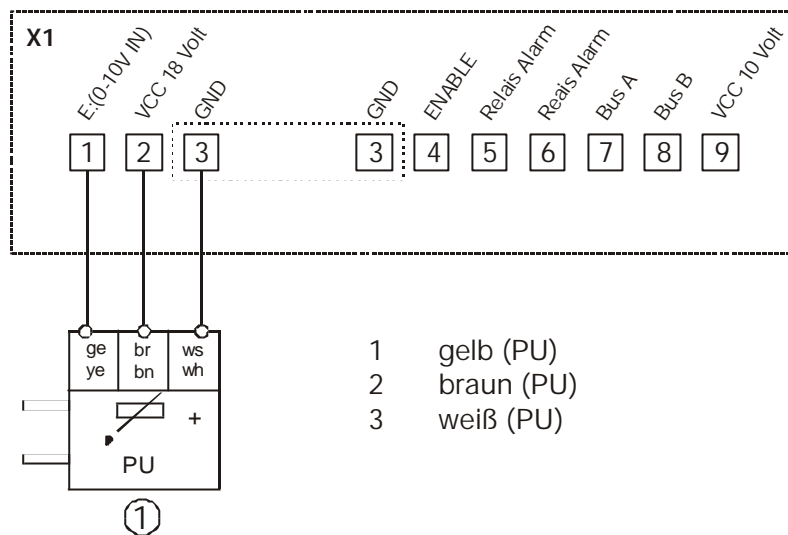 X1
E:(0-10V IN) VCC 18 Volt GND GND ENABLE Relais Alarm Reais Alarm Bus A Bus B VCC 10 Volt
1 2 3 3 4 5 6 7 8 9
ge br ws
ye bn wh
1 gelb (PU)
2 braun (PU)
3 weiß (PU)
+
P
PU
1